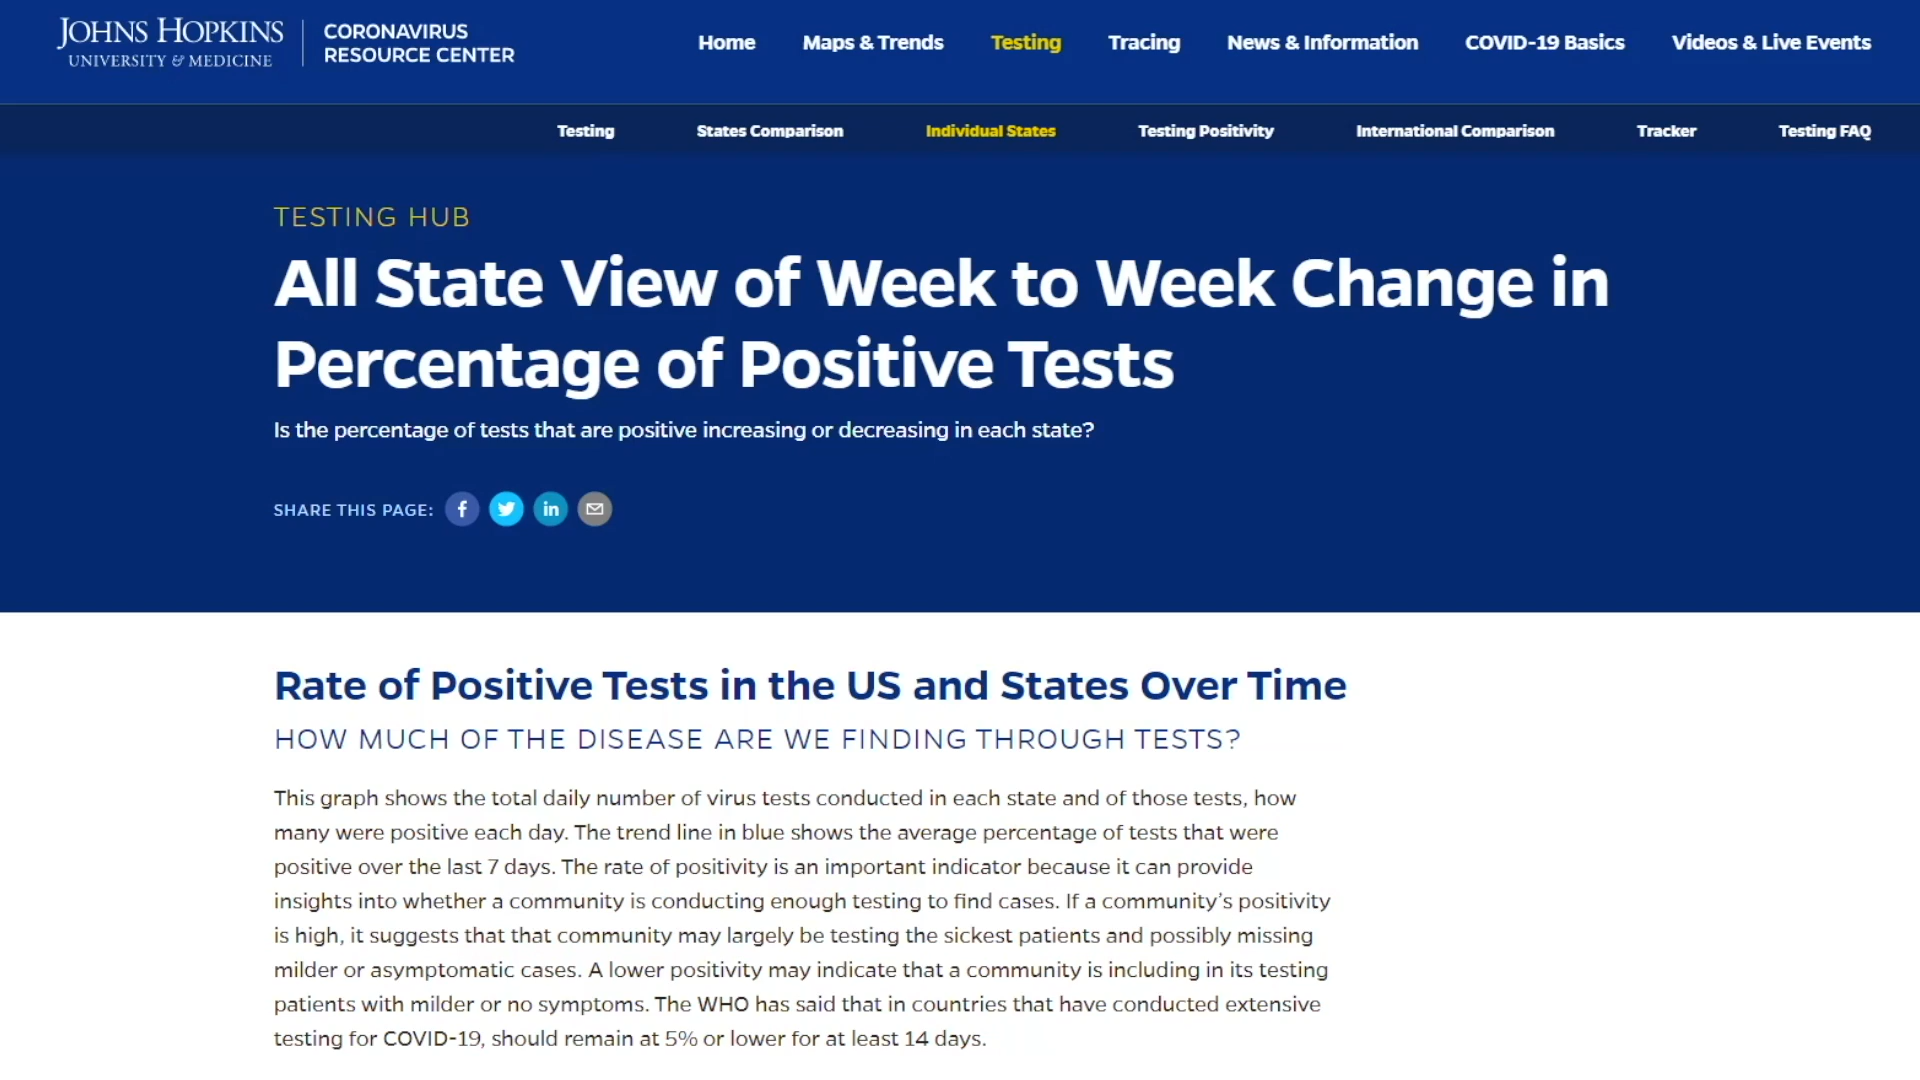 JOHNS HOPKINS
UNIVERSITY & MEDICINE
CORONAVIRUS
RESOURCE CENTER
Home Maps & Trends Testing Tracing News & Information COVID-19 Basics Videos & Live Events
Testing States Comparison Individual States Testing Positivity International Comparison Tracker Testing FAQ
TESTING HUB
All State View of Week to Week Change in
Percentage of Positive Tests
Is the percentage of tests that are positive increasing or decreasing in each state?
SHARE THIS PAGE:
Rate of Positive Tests in the US and States Over Time
HOW MUCH OF THE DISEASE ARE WE FINDING THROUGH TESTS?
This graph shows the total daily number of virus tests conducted in each state and of those tests, how
many were positive each day. The trend line in blue shows the average percentage of tests that were
positive over the last 7 days. The rate of positivity is an important indicator because it can provide
insights into whether a community is conducting enough testing to find cases. If a community’s positivity
is high, it suggests that that community may largely be testing the sickest patients and possibly missing
milder or asymptomatic cases. A lower positivity may indicate that a community is including in its testing
patients with milder or no symptoms. The WHO has said that in countries that have conducted extensive
testing for COVID-19, should remain at 5% or lower for at least 14 days.